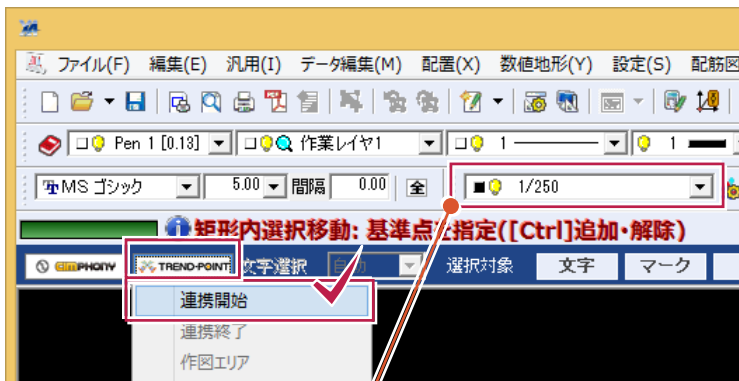 ファイル(F) 編集(E) 汎用(I) データ編集(M) 配置(X) 数値地形(Y) 設定(S) 配筋図
Pen 1 [0.13] 作業レイヤ1 1 1
MS ゴシック 5.00 間隔 0.00 全 1/250
矩形内選択移動: 基準点を指定([Ctrl]追加・解除)
SiMPHONY TREND-POINT 文字選択 自動 選択対象 文字 マーク
連携開始
連携終了
作図エリア